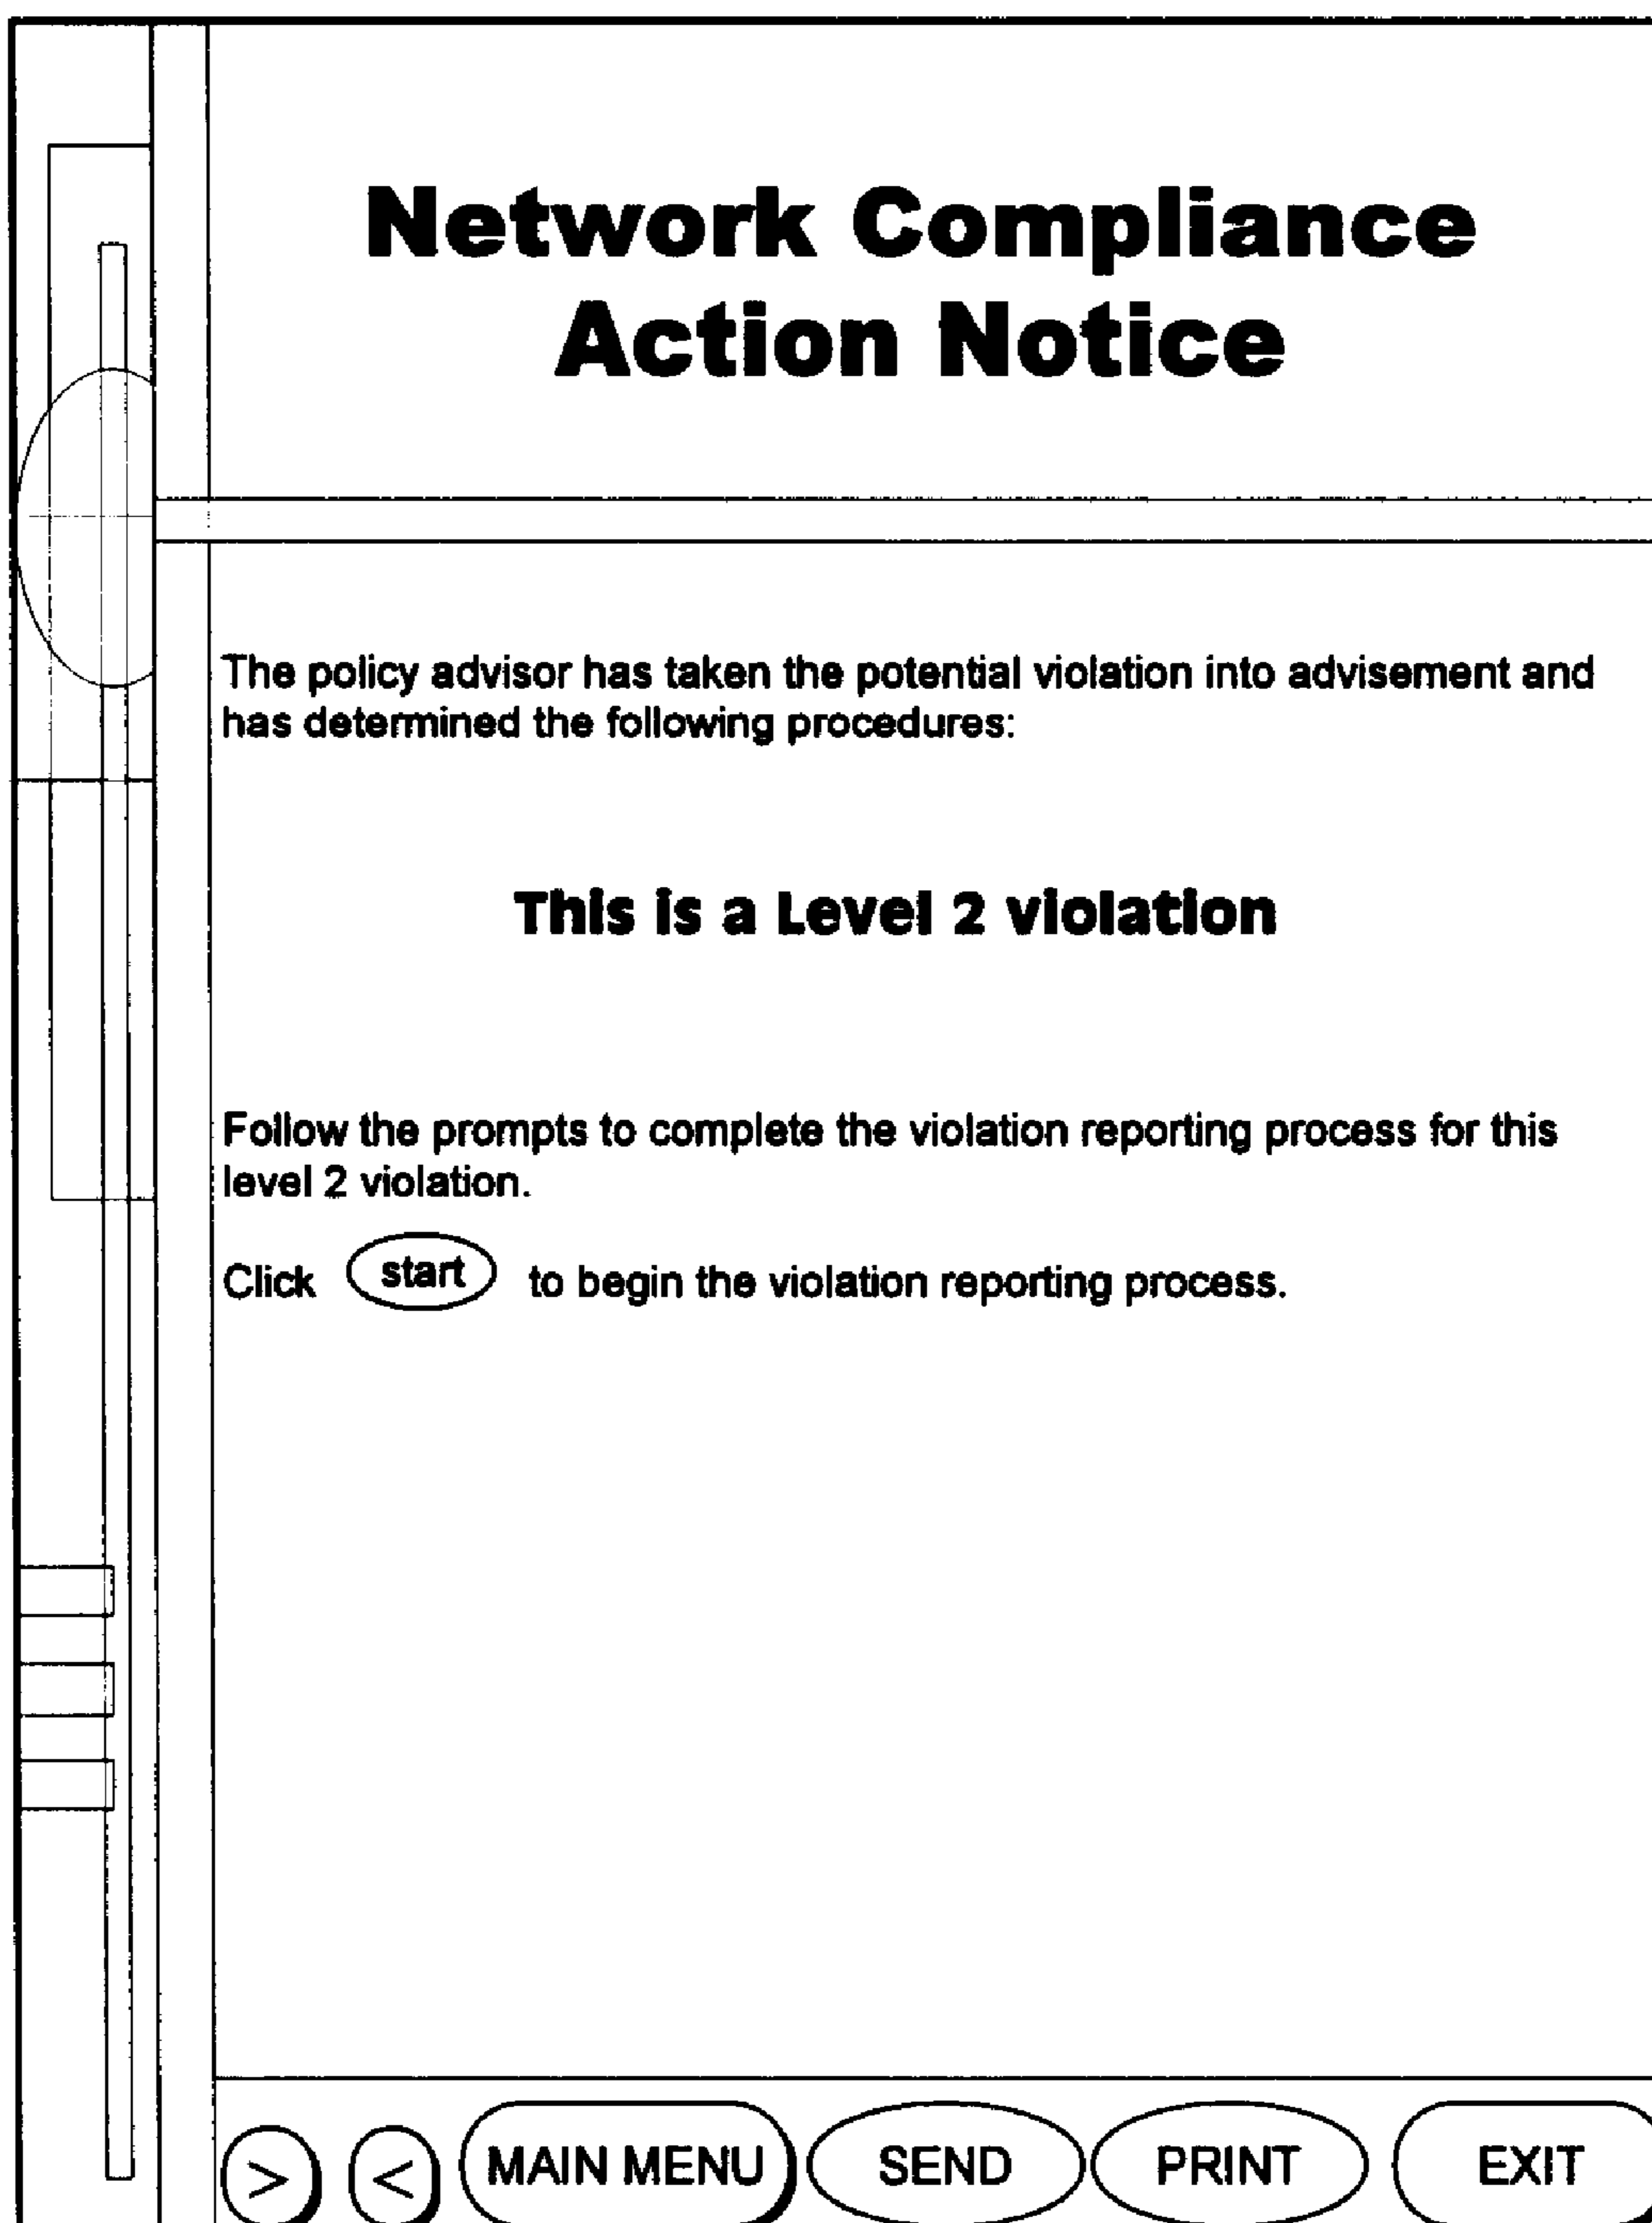 Network Compliance
Action Notice
The policy advisor has taken the potential violation into advisement and
has determined the following procedures:
This is a Level 2 violation
Follow the prompts to complete the violation reporting process for this
level 2 violation.
Click start to begin the violation reporting process.
> < MAIN MENU SEND PRINT EXIT